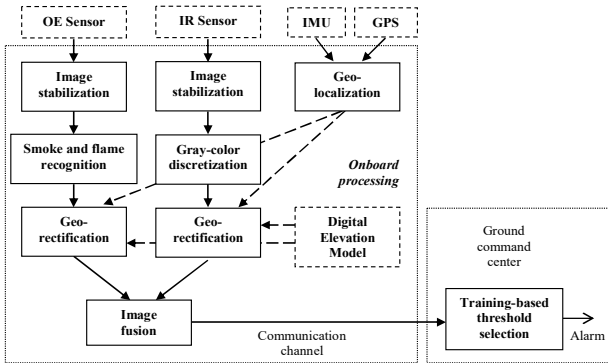 OE Sensor
IR Sensor
IMU
GPS
Image
stabilization
Image
stabilization
Geo-
localization
Smoke and flame
recognition
Gray-color
discretization
Onboard
processing
Geo-
rectification
Geo-
rectification
Digital
Elevation
Model
Ground
command
center
Image
fusion
Training-based
threshold
selection
Communication
channel
Alarm